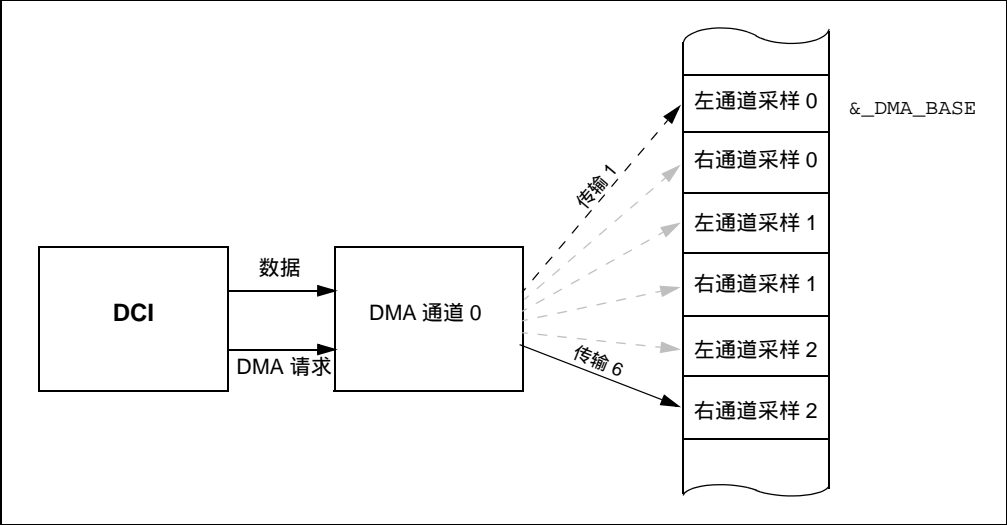 左通道采样 0
&_DMA_BASE
右通道采样 0
传输 1
左通道采样 1
数据
右通道采样 1
DCI
DMA 通道 0
左通道采样 2
DMA 请求
传输 6
右通道采样 2